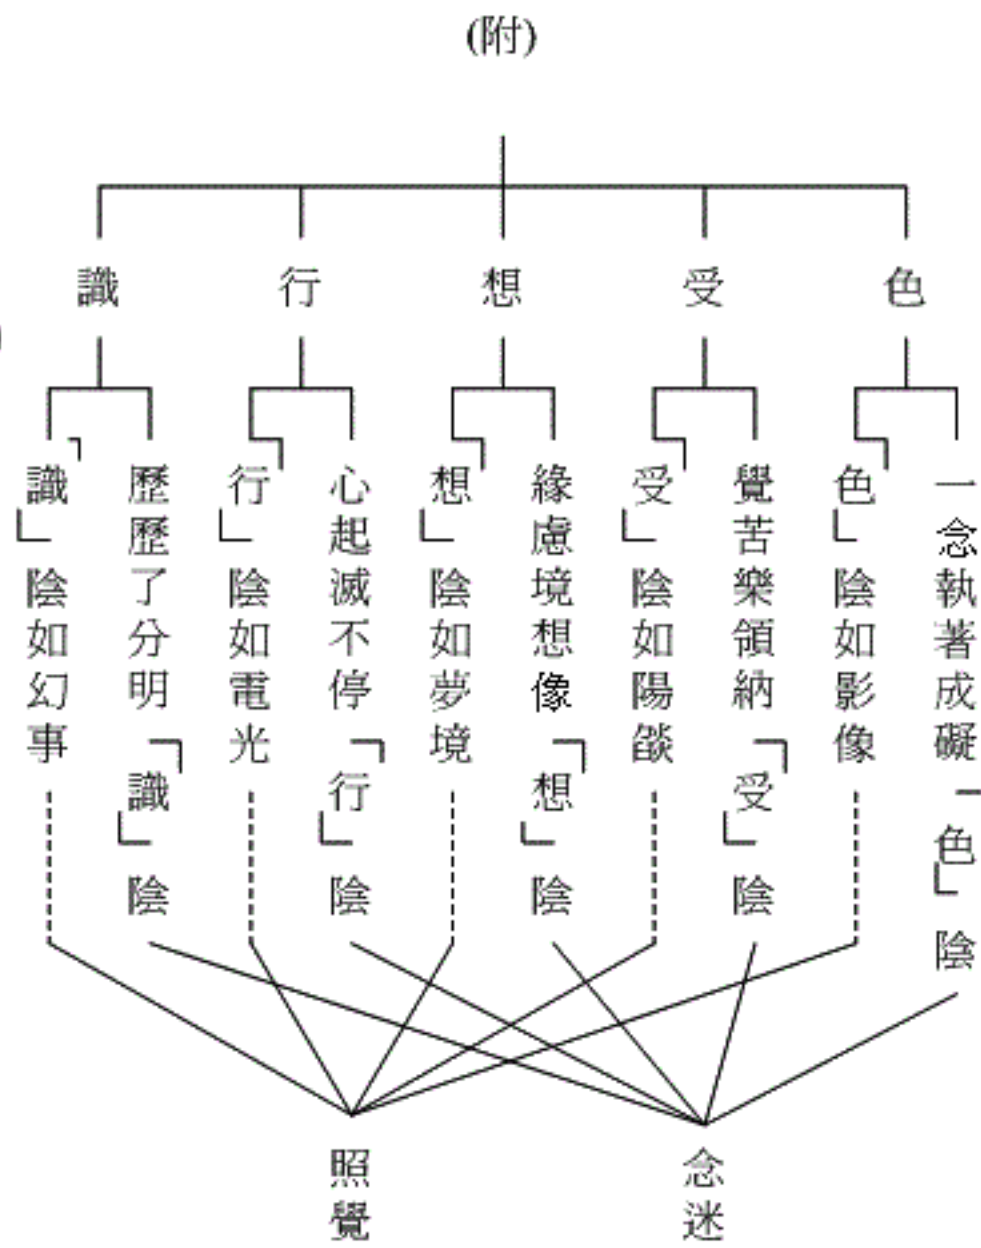 (附)
色
受
想
行
識
一念執著成礙「色」陰
「色」陰如影像
覺苦樂領納「受」陰
「受」陰如陽燄
緣慮境想像「想」陰
「想」陰如夢境
心起滅不停「行」陰
「行」陰如電光
歷歷了分明「識」陰
「識」陰如幻事
念迷
照覺